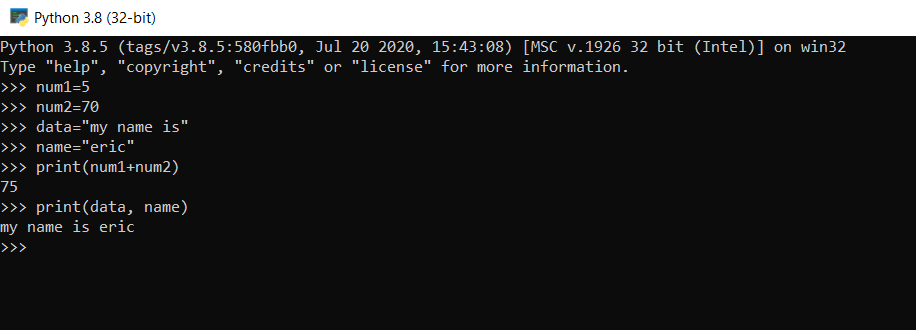 Python 3.8 (32-bit)
Python 3.8.5 (tags/v3.8.5:580fbb0, Jul 20 2020, 15:43:08) [MSC v.1926 32 bit (Intel)] on win32
Type "help", "copyright", "credits" or "license" for more information.
>>> num1=5
>>> num2=70
>>> data="my name is"
>>> name="eric"
>>> print(num1+num2)
75
>>> print(data, name)
my name is eric
>>>